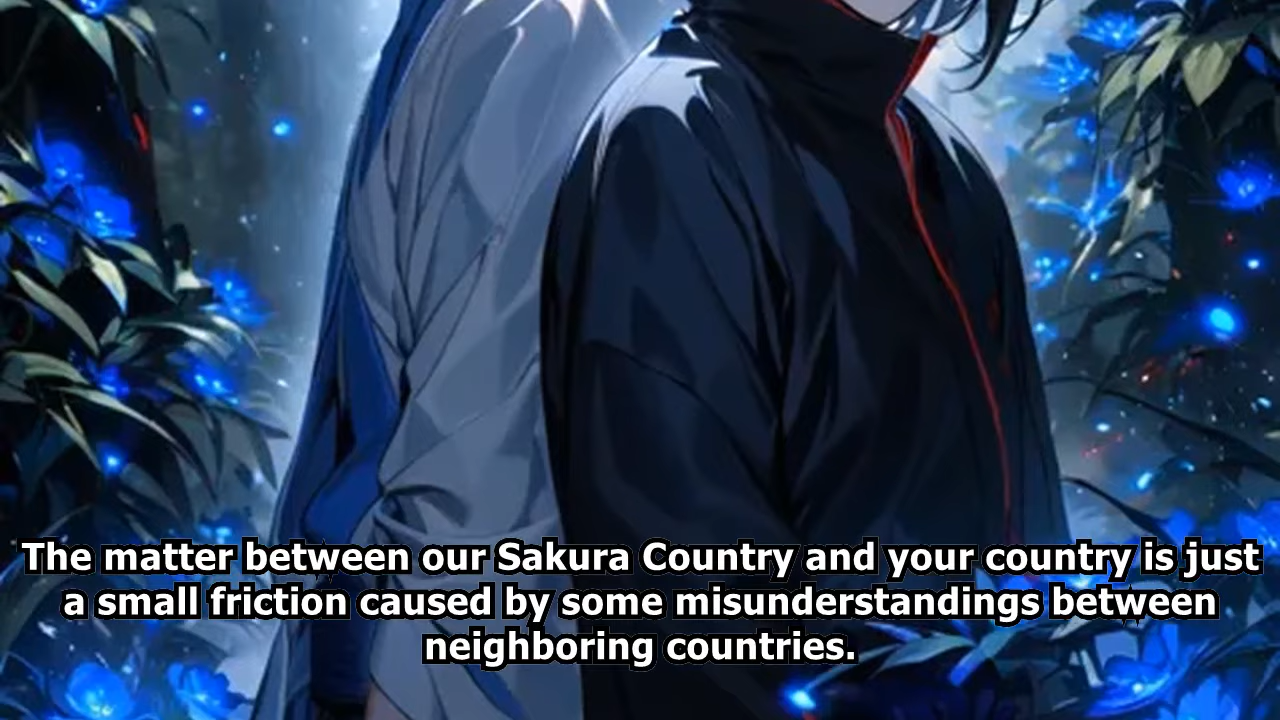 The matter between our Sakura Country and your country is just
a small friction caused by some misunderstandings between
neighboring countries.